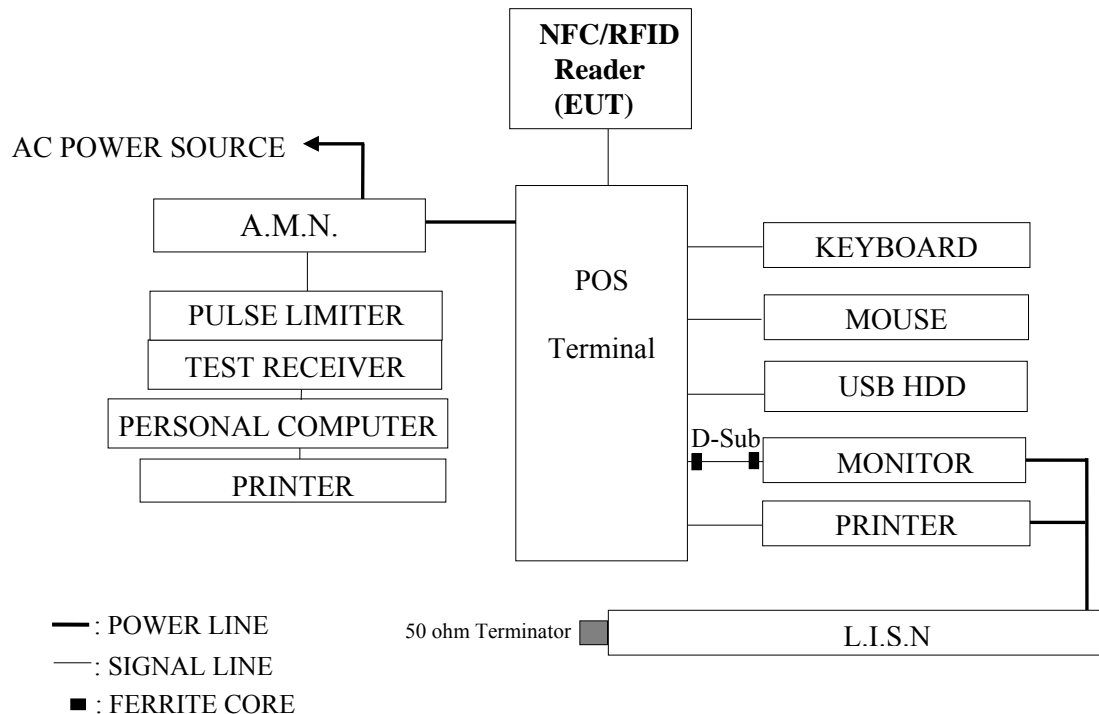 NFC/RFID
Reader
(EUT)
AC POWER SOURCE
A.M.N.
PULSE LIMITER
TEST RECEIVER
PERSONAL COMPUTER
PRINTER
POS
Terminal
KEYBOARD
MOUSE
USB HDD
D-Sub
MONITOR
PRINTER
50 ohm Terminator
L.I.S.N
: POWER LINE
: SIGNAL LINE
: FERRITE CORE